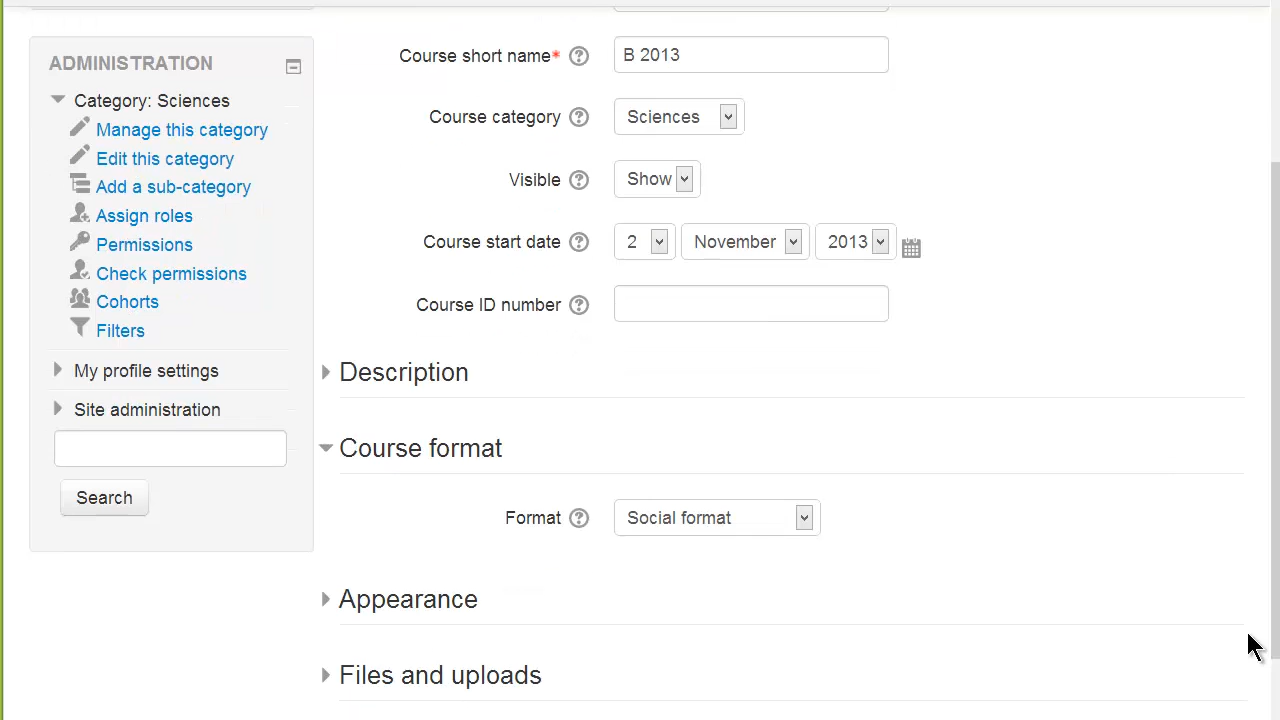 ADMINISTRATION
Category: Sciences
Manage this category
Edit this category
Add a sub-category
Assign roles
Permissions
Check permissions
Cohorts
Filters
My profile settings
Site administration
Search
Course short name* B 2013
Course category Sciences
Visible Show
Course start date 2 November 2013
Course ID number
Description
Course format
Format Social format
Appearance
Files and uploads